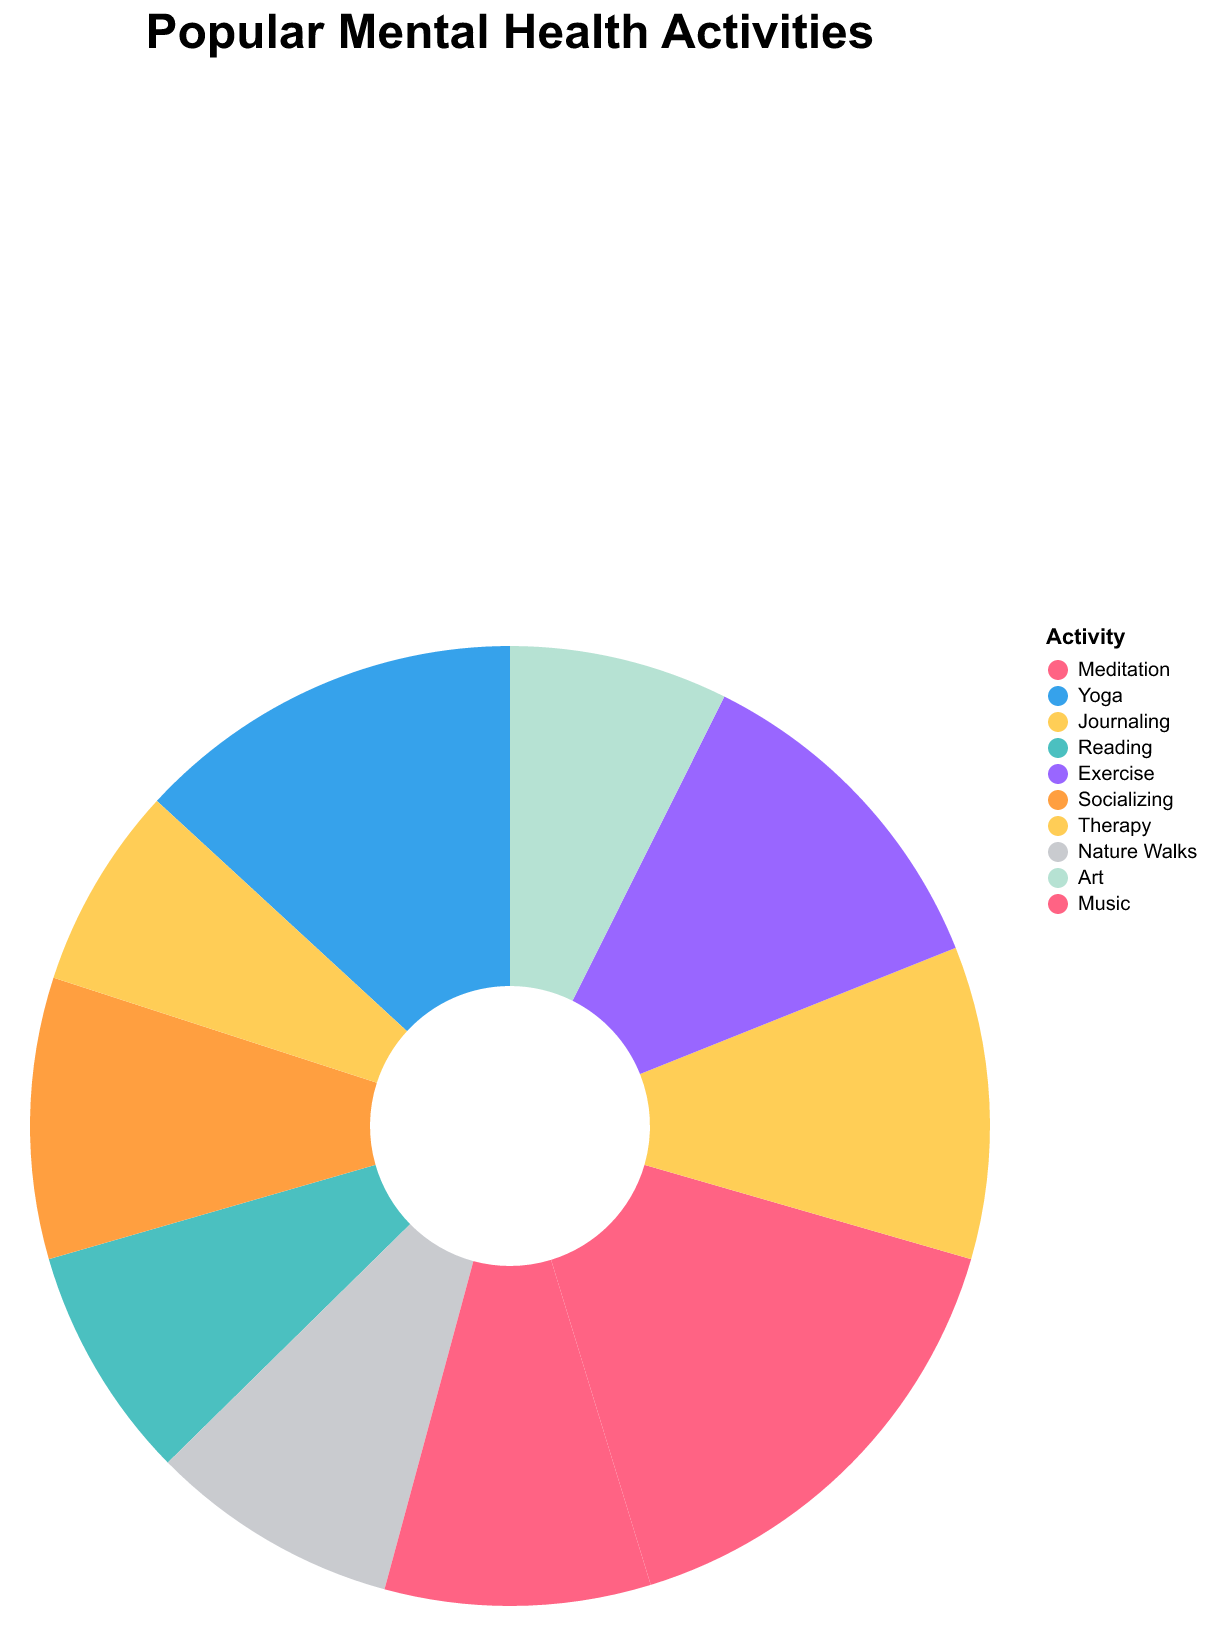 Popular Mental Health Activities
Activity
Meditation
Yoga
Journaling
Reading
Exercise
Socializing
Therapy
Nature Walks
Art
Music